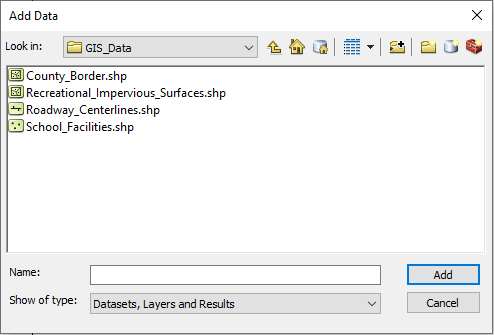 Add Data
Look in: GIS_Data
County_Border.shp
Recreational_Impervious_Surfaces.shp
Roadway_Centerlines.shp
School_Facilities.shp
Name: Add
Show of type: Datasets, Layers and Results Cancel